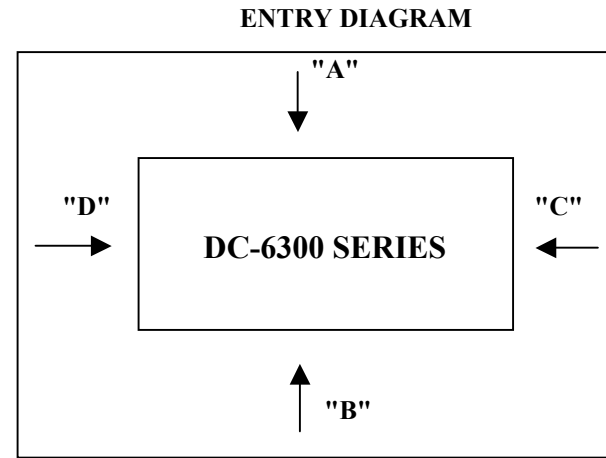 ENTRY DIAGRAM
"A"
"D"
"C"
DC-6300 SERIES
"B"